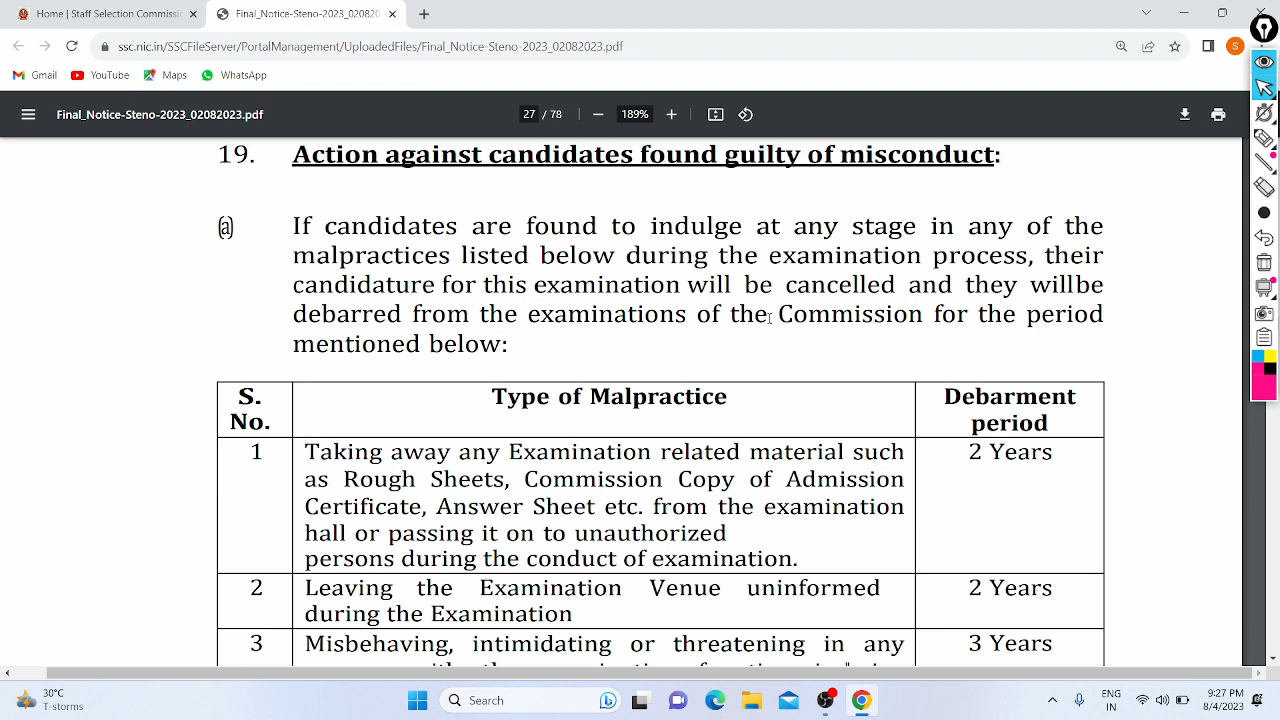 Home | Staff Selection Commission
Final_Notice-Steno-2023_020820
ssc.nic.in/SSCFileServer/PortalManagement/UploadedFiles/Final_Notice-Steno-2023_02082023.pdf
S
Gmail YouTube Maps WhatsApp
Final_Notice-Steno-2023_02082023.pdf
27 / 78
189%
19. Action against candidates found guilty of misconduct:
(a) If candidates are found to indulge at any stage in any of the
malpractices listed below during the examination process, their
candidature for this examination will be cancelled and they willbe
debarred from the examinations of the Commission for the period
mentioned below:
S. No. Type of Malpractice Debarment period
1 Taking away any Examination related material such 2 Years
as Rough Sheets, Commission Copy of Admission
Certificate, Answer Sheet etc. from the examination
hall or passing it on to unauthorized
persons during the conduct of examination.
2 Leaving the Examination Venue uninformed 2 Years
during the Examination
3 Misbehaving, intimidating or threatening in any 3 Years
30°C
T-storms
Search
ENG
IN
9:27 PM
8/4/2023